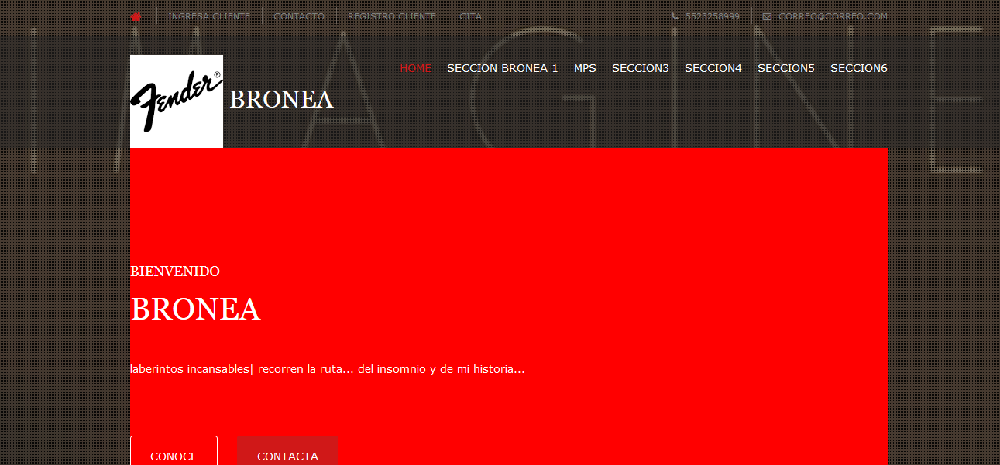 INGRESA CLIENTE CONTACTO REGISTRO CLIENTE CITA 5523258999 CORREO@CORREO.COM
IMAGINE
HOME SECCION BRONEA 1 MPS SECCION3 SECCION4 SECCION5 SECCION6
Fender® BRONEA
BIENVENIDO
BRONEA
laberintos incansables| recorren la ruta... del insomnio y de mi historia...
CONOCE CONTACTA